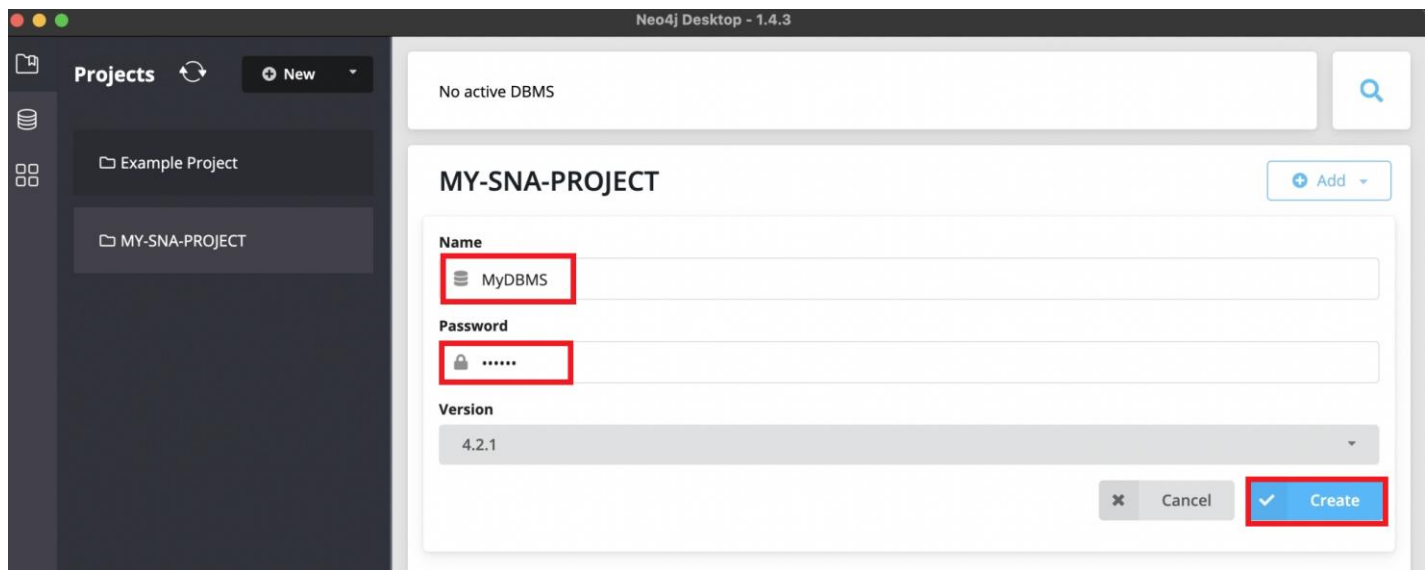 Neo4j Desktop - 1.4.3
Projects
New
Example Project
MY-SNA-PROJECT
No active DBMS
MY-SNA-PROJECT
Add
Name
MyDBMS
Password
••••••
Version
4.2.1
Cancel
Create